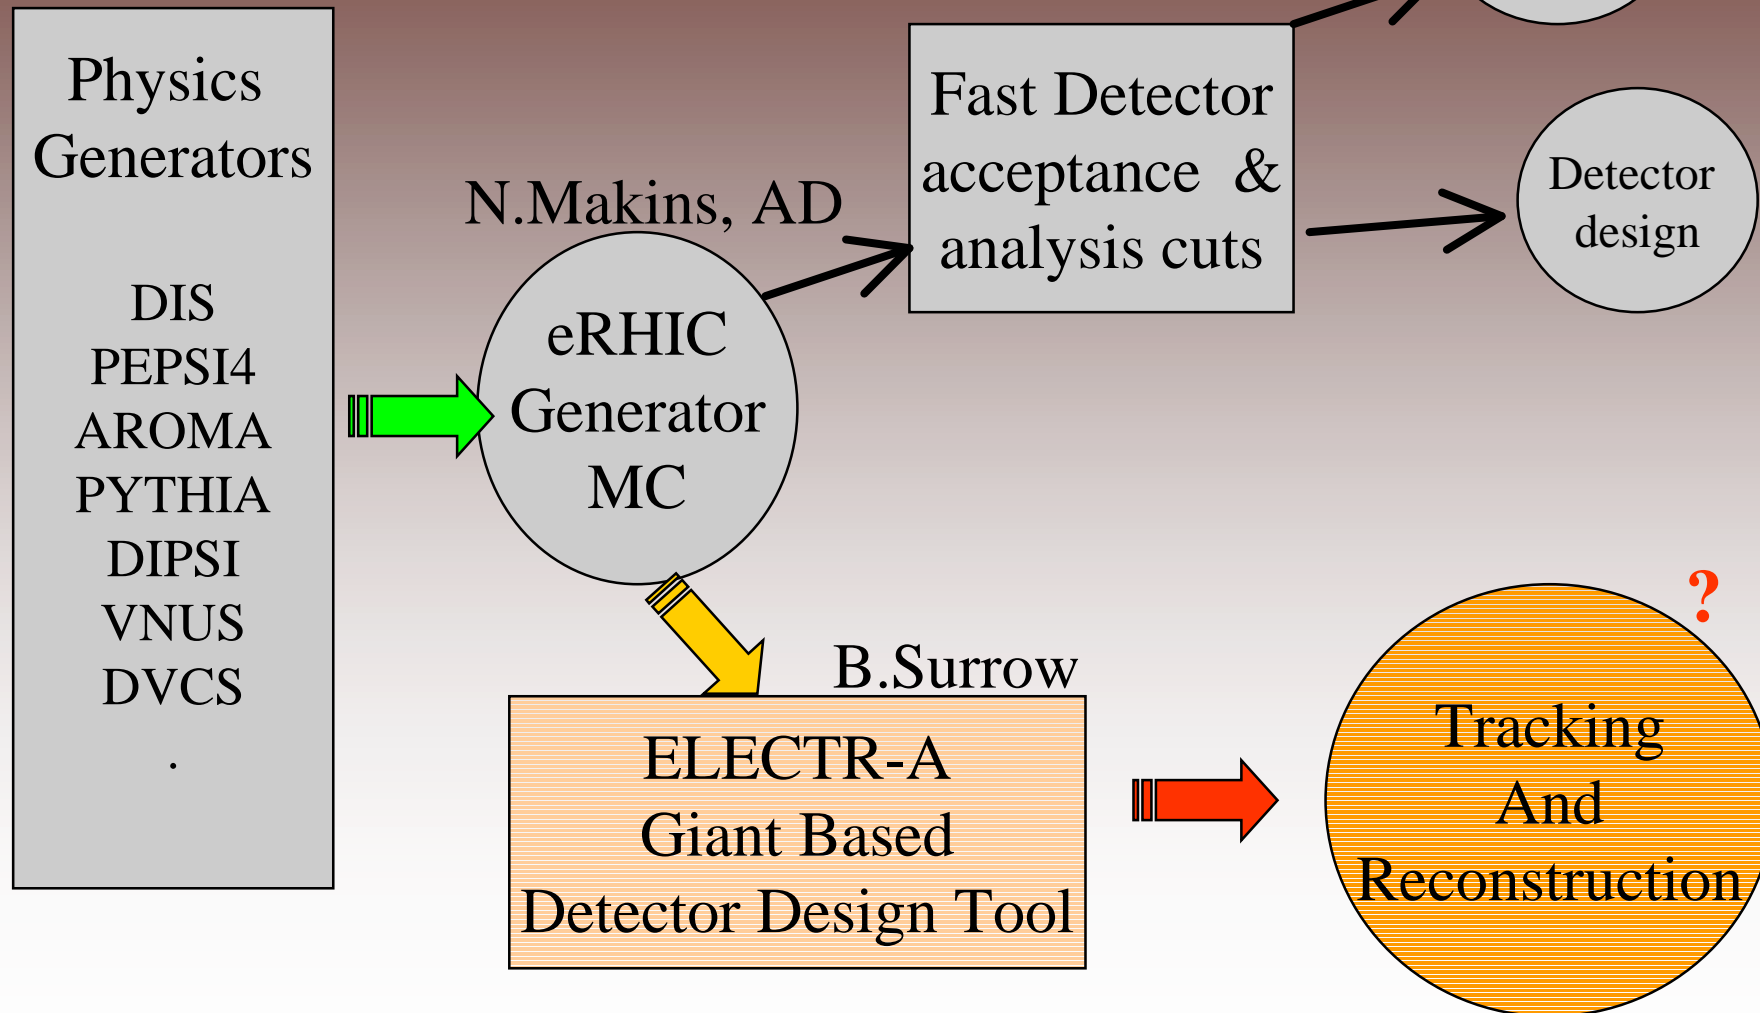 Physics
Generators
DIS
PEPSI4
AROMA
PYTHIA
DIPSI
VNUS
DVCS
.
N.Makins, AD
eRHIC
Generator
MC
Fast Detector
acceptance &
analysis cuts
Detector
design
B.Surrow
ELECTR-A
Giant Based
Detector Design Tool
?
Tracking
And
Reconstruction